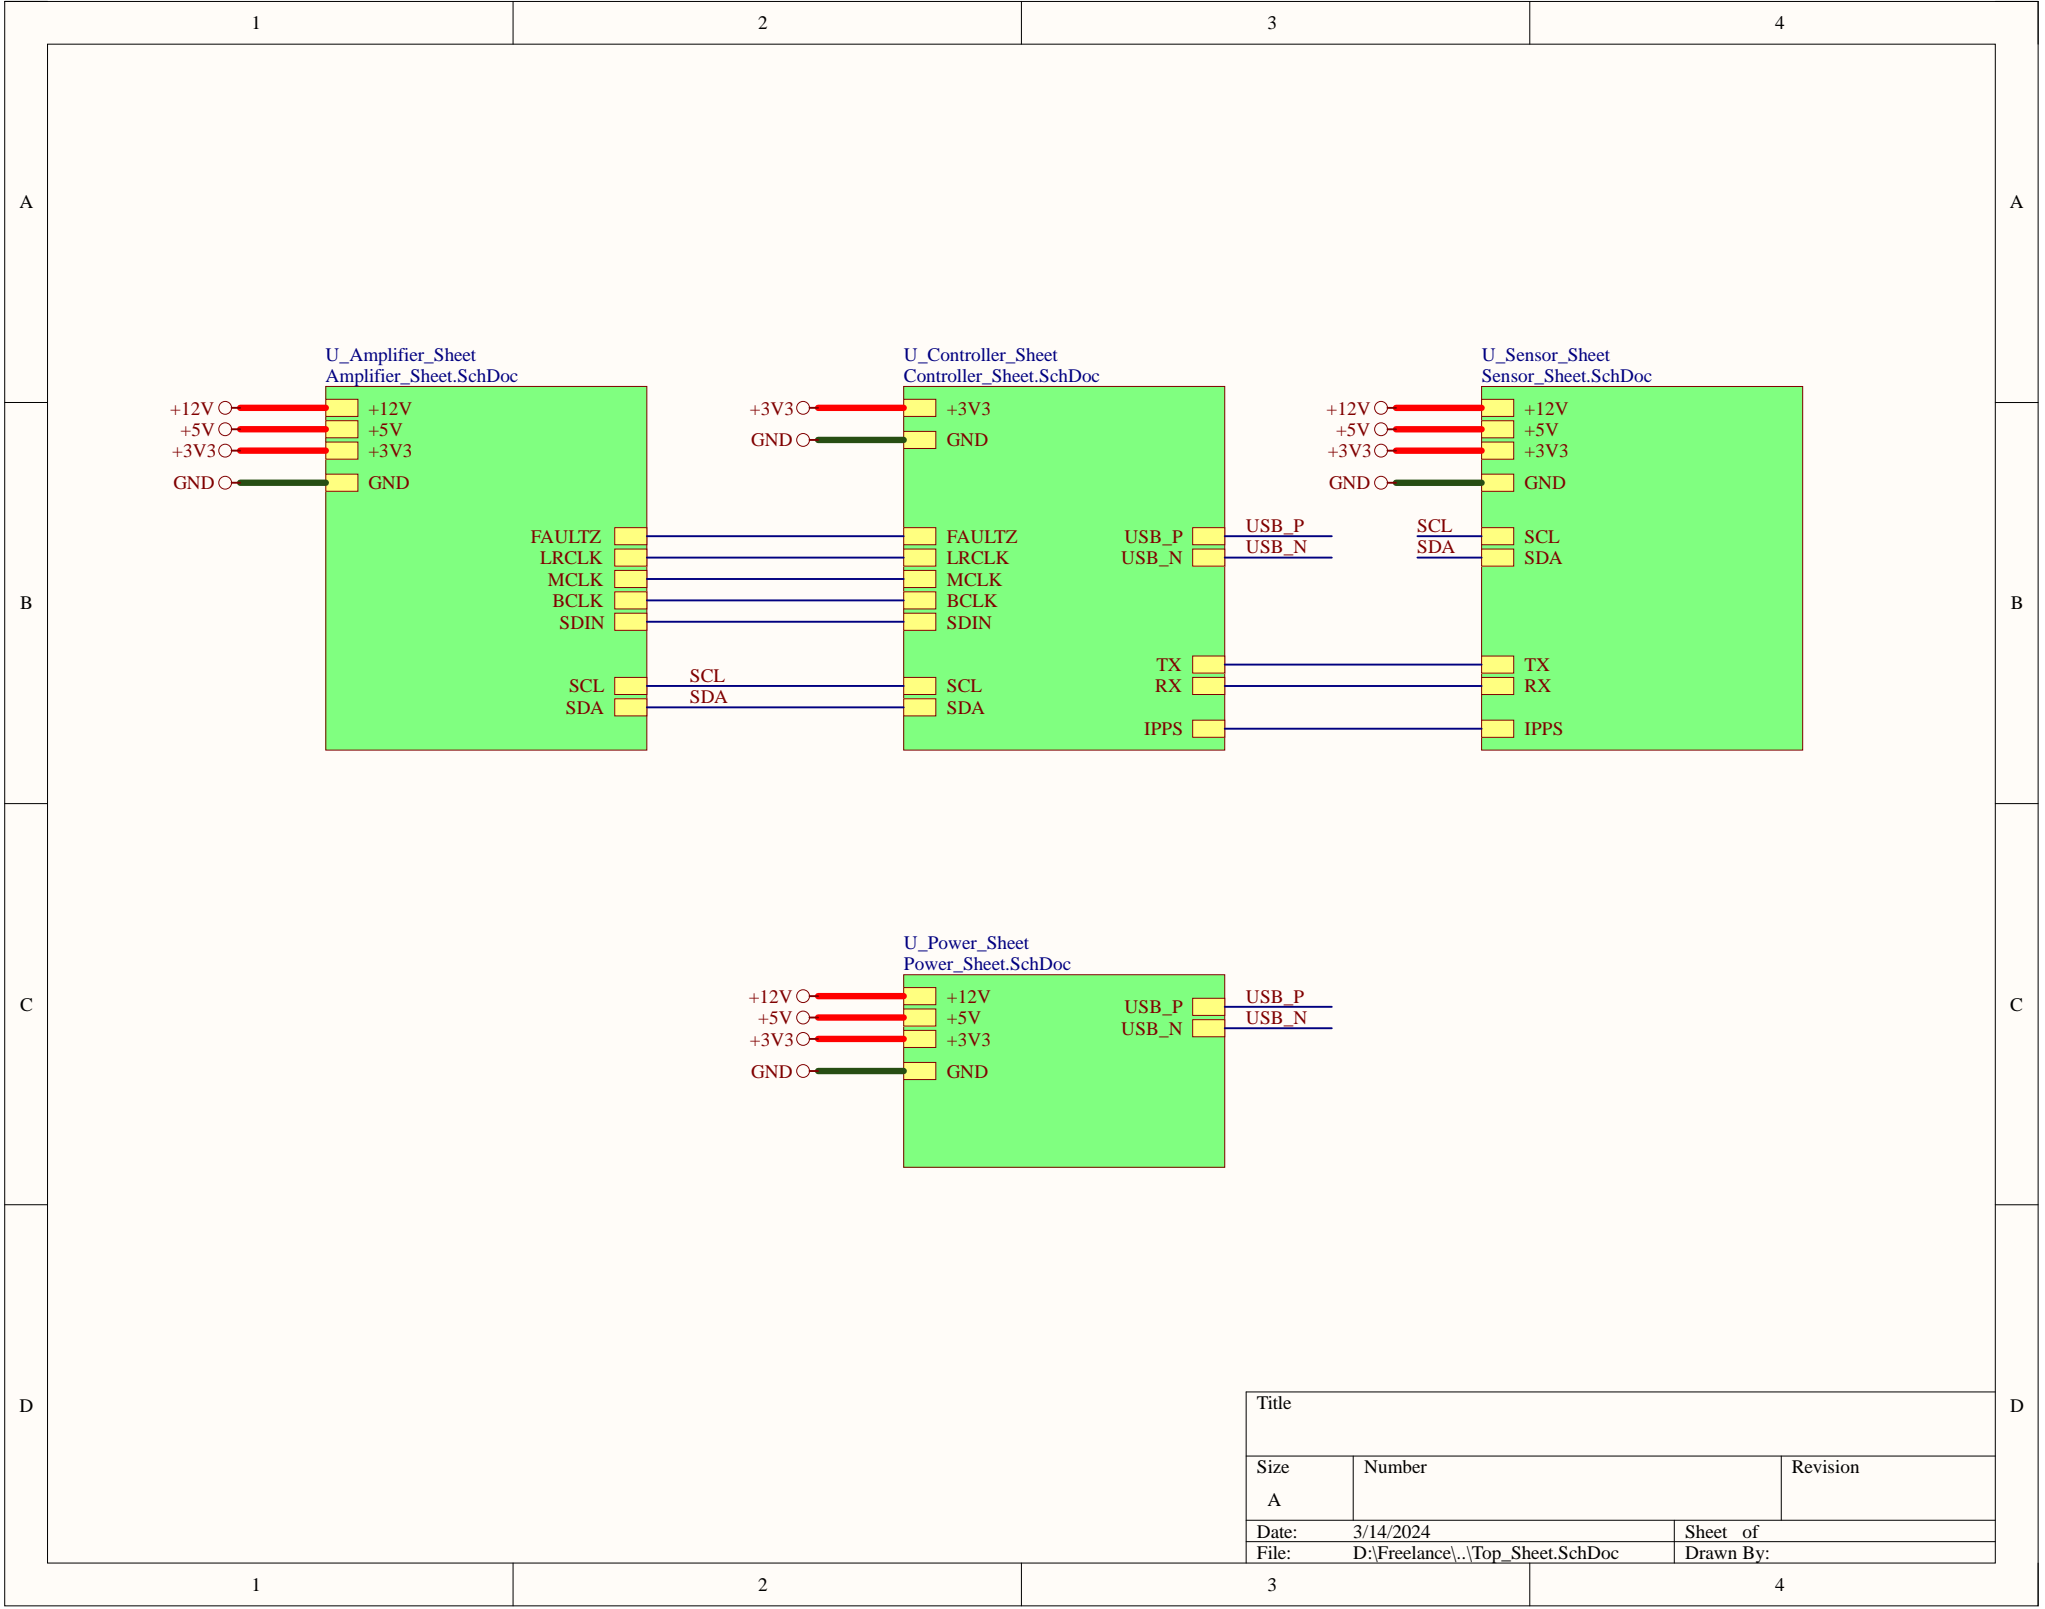 1 2 3 4
A A
U_Amplifier_Sheet U_Controller_Sheet U_Sensor_Sheet
Amplifier_Sheet.SchDoc Controller_Sheet.SchDoc Sensor_Sheet.SchDoc
+12V +12V +3V3 +3V3 +12V +12V
+5V +5V +5V +5V
GND GND
+3V3 +3V3 +3V3 +3V3
GND GND GND GND
USB_P SCL
FAULTZ FAULTZ USB_P SCL
USB_N SDA
LRCLK LRCLK USB_N SDA
MCLK MCLK
BCLK BCLK
B B
SDIN SDIN
TX TX
SCL
SCL SCL RX RX
SDA
SDA SDA
IPPS IPPS
U_Power_Sheet
Power_Sheet.SchDoc
+12V +12V USB_P
C USB_P C
+5V +5V USB_N
USB_N
+3V3 +3V3
GND GND
D D
Title
Size Number Revision
A
Date: 3/14/2024 Sheet of
File: D:\Freelance\..\Top_Sheet.SchDoc Drawn By:
1 2 3 4